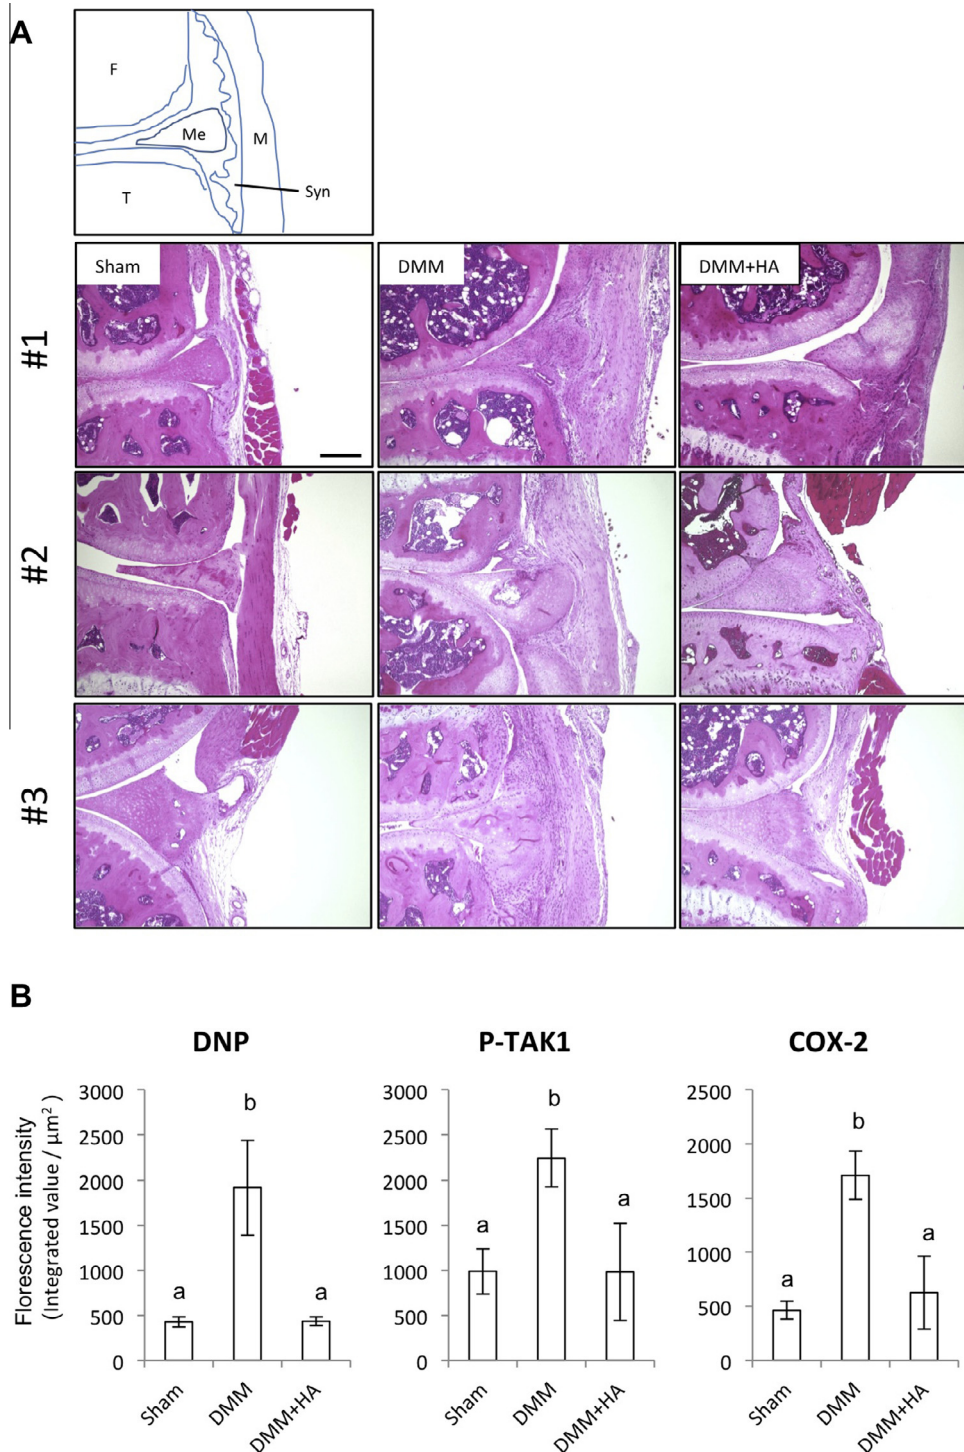 A
F
Me
M
T
Syn
Sham
DMM
DMM+HA
#1
#2
#3
B
DNP
P-TAK1
COX-2
Florescence intensity
(Integrated value / μm²)
3000
2500
2000
1500
1000
500
0
a
b
a
Sham
DMM
DMM+HA
3000
2500
2000
1500
1000
500
0
a
b
a
Sham
DMM
DMM+HA
2500
2000
1500
1000
500
0
a
b
a
Sham
DMM
DMM+HA